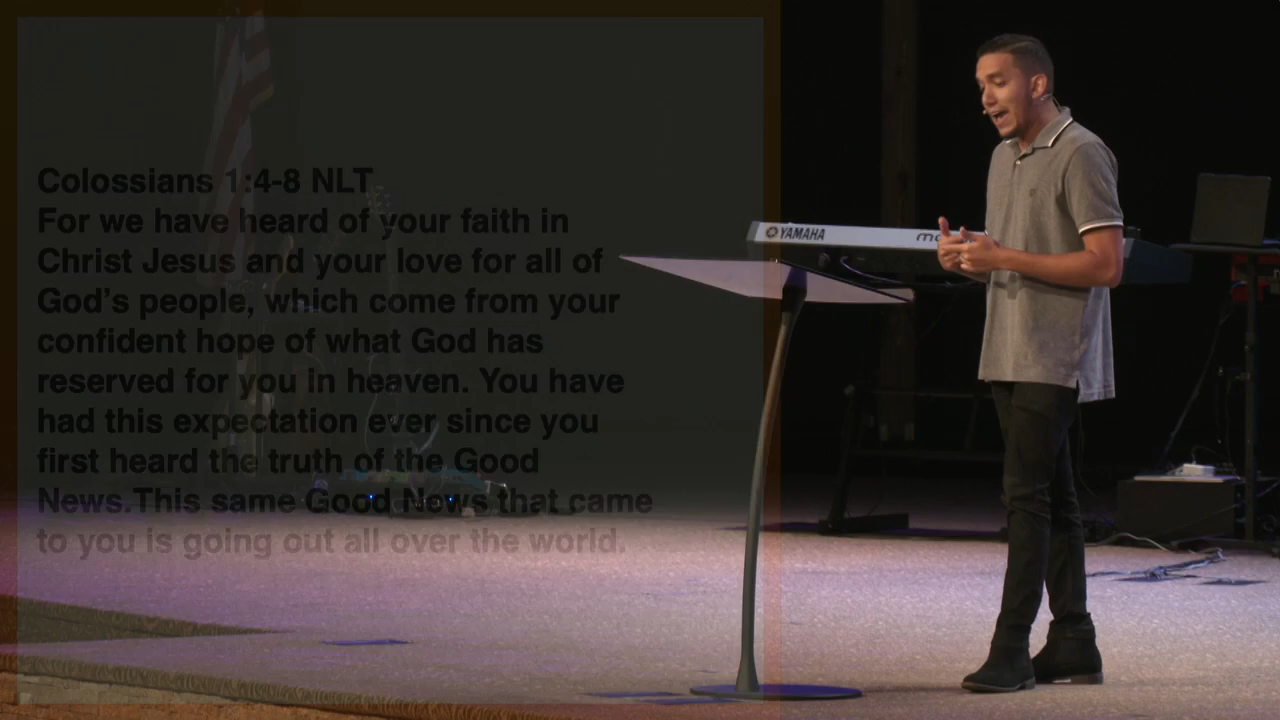 Colossians 1:4-8 NLT
For we have heard of your faith in
Christ Jesus and your love for all of
God's people, which come from your
confident hope of what God has
reserved for you in heaven. You have
had this expectation ever since you
first heard the truth of the Good
News.This same Good News that came
to you is going out all over the world.
YAMAHA